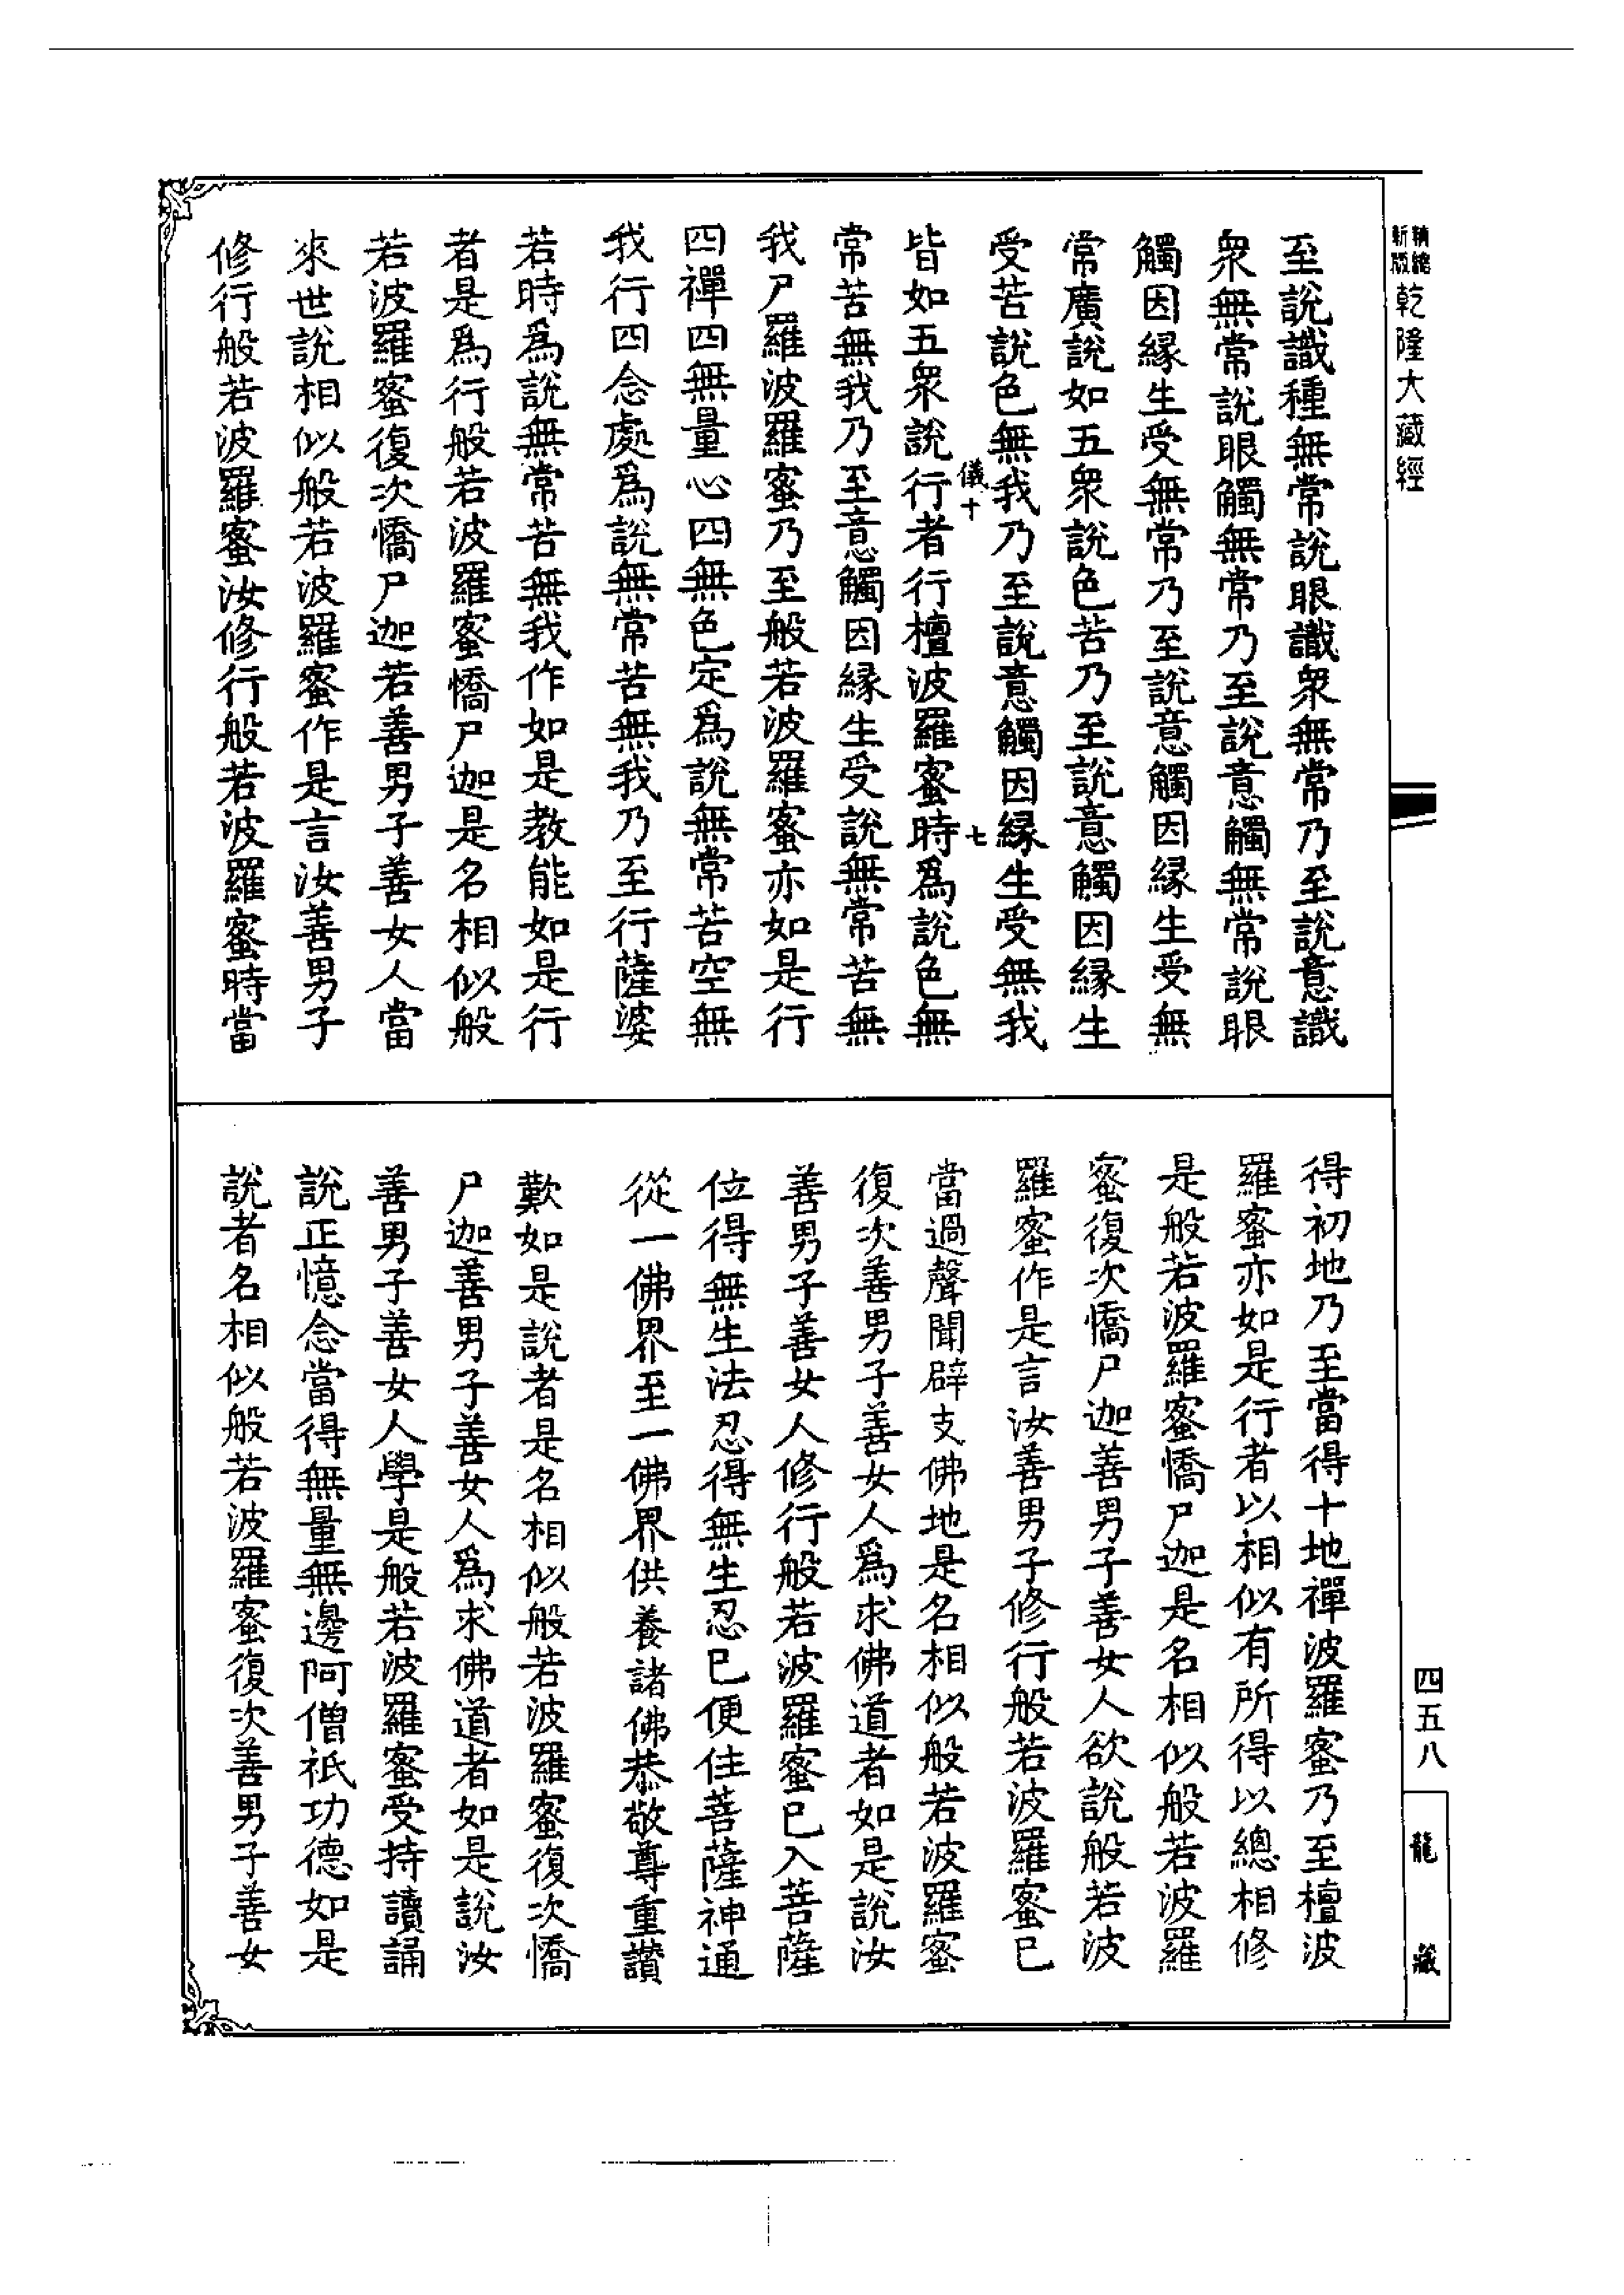 精縮
新版
乾隆大藏經
至說識種無常說眼識衆無常乃至說意識
衆無常說眼觸無常乃至說意觸無常說眼
觸因緣生受無常乃至說意觸因緣生受無
常廣說如五衆說色苦乃至說意觸因緣生
受苦說色無我乃至說意觸因緣生受無我
儀十
七
皆如五衆說行者行檀波羅蜜時爲說色無
常苦無我乃至意觸因緣生受說無常苦無
我尸羅波羅蜜乃至般若波羅蜜亦如是行
四禪四無量心四無色定爲說無常苦空無
我行四念處爲說無常苦無我乃至行薩婆
若時爲說無常苦無我作如是教能如是行
者是爲行般若波羅蜜憍尸迦是名相似般
若波羅蜜復次憍尸迦若善男子善女人當
來世說相似般若波羅蜜作是言汝善男子
修行般若波羅蜜汝修行般若波羅蜜時當
得初地乃至當得十地禪波羅蜜乃至檀波
羅蜜亦如是行者以相似有所得以總相修
是般若波羅蜜憍尸迦是名相似般若波羅
蜜復次憍尸迦善男子善女人欲說般若波
羅蜜作是言汝善男子修行般若波羅蜜已
當過聲聞辟支佛地是名相似般若波羅蜜
復次善男子善女人爲求佛道者如是說汝
善男子善女人修行般若波羅蜜已入菩薩
位得無生法忍得無生忍已便住菩薩神通
從一佛界至一佛界供養諸佛恭敬尊重讚
歎如是說者是名相似般若波羅蜜復次憍
尸迦善男子善女人爲求佛道者如是說汝
善男子善女人學是般若波羅蜜受持讀誦
說正憶念當得無量無邊阿僧祇功德如是
說者名相似般若波羅蜜復次善男子善女
四五八
龍藏